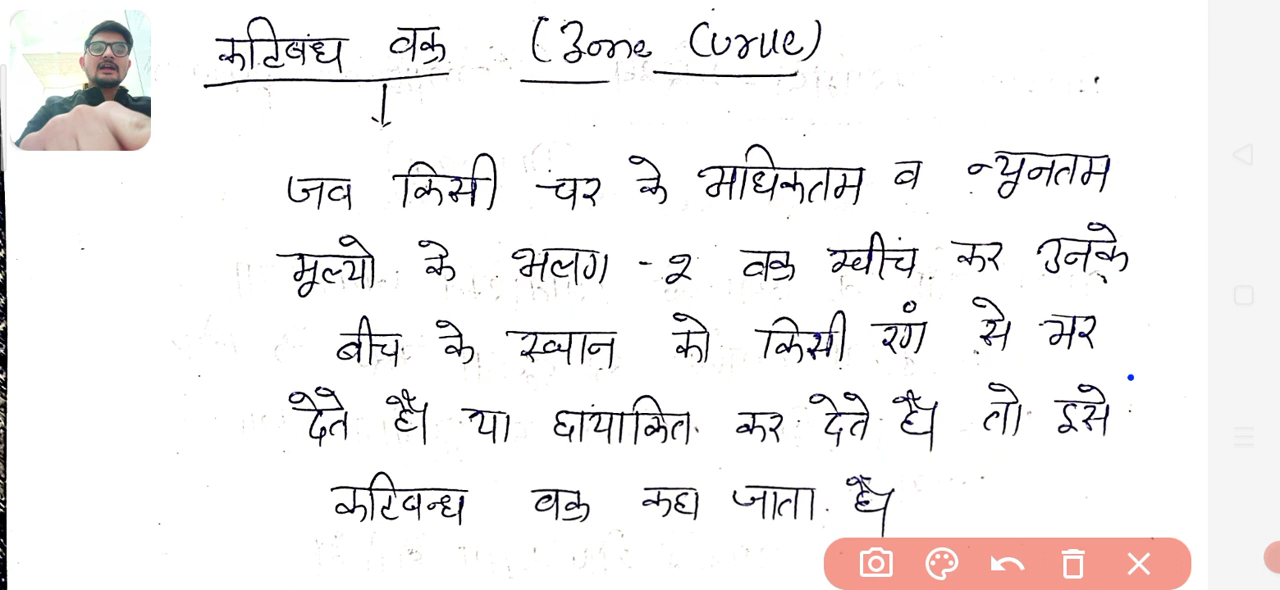 कटिबंध वक्र (Zone Curve)
जब किसी चर के अधिकतम व न्यूनतम
मूल्यो के अलग - २ वक्र खींच कर उनके
बीच के स्थान को किसी रंग से भर
देते है। या छायाकित कर देते है। तो इसे
कटिबन्ध वक्र कहा जाता है।